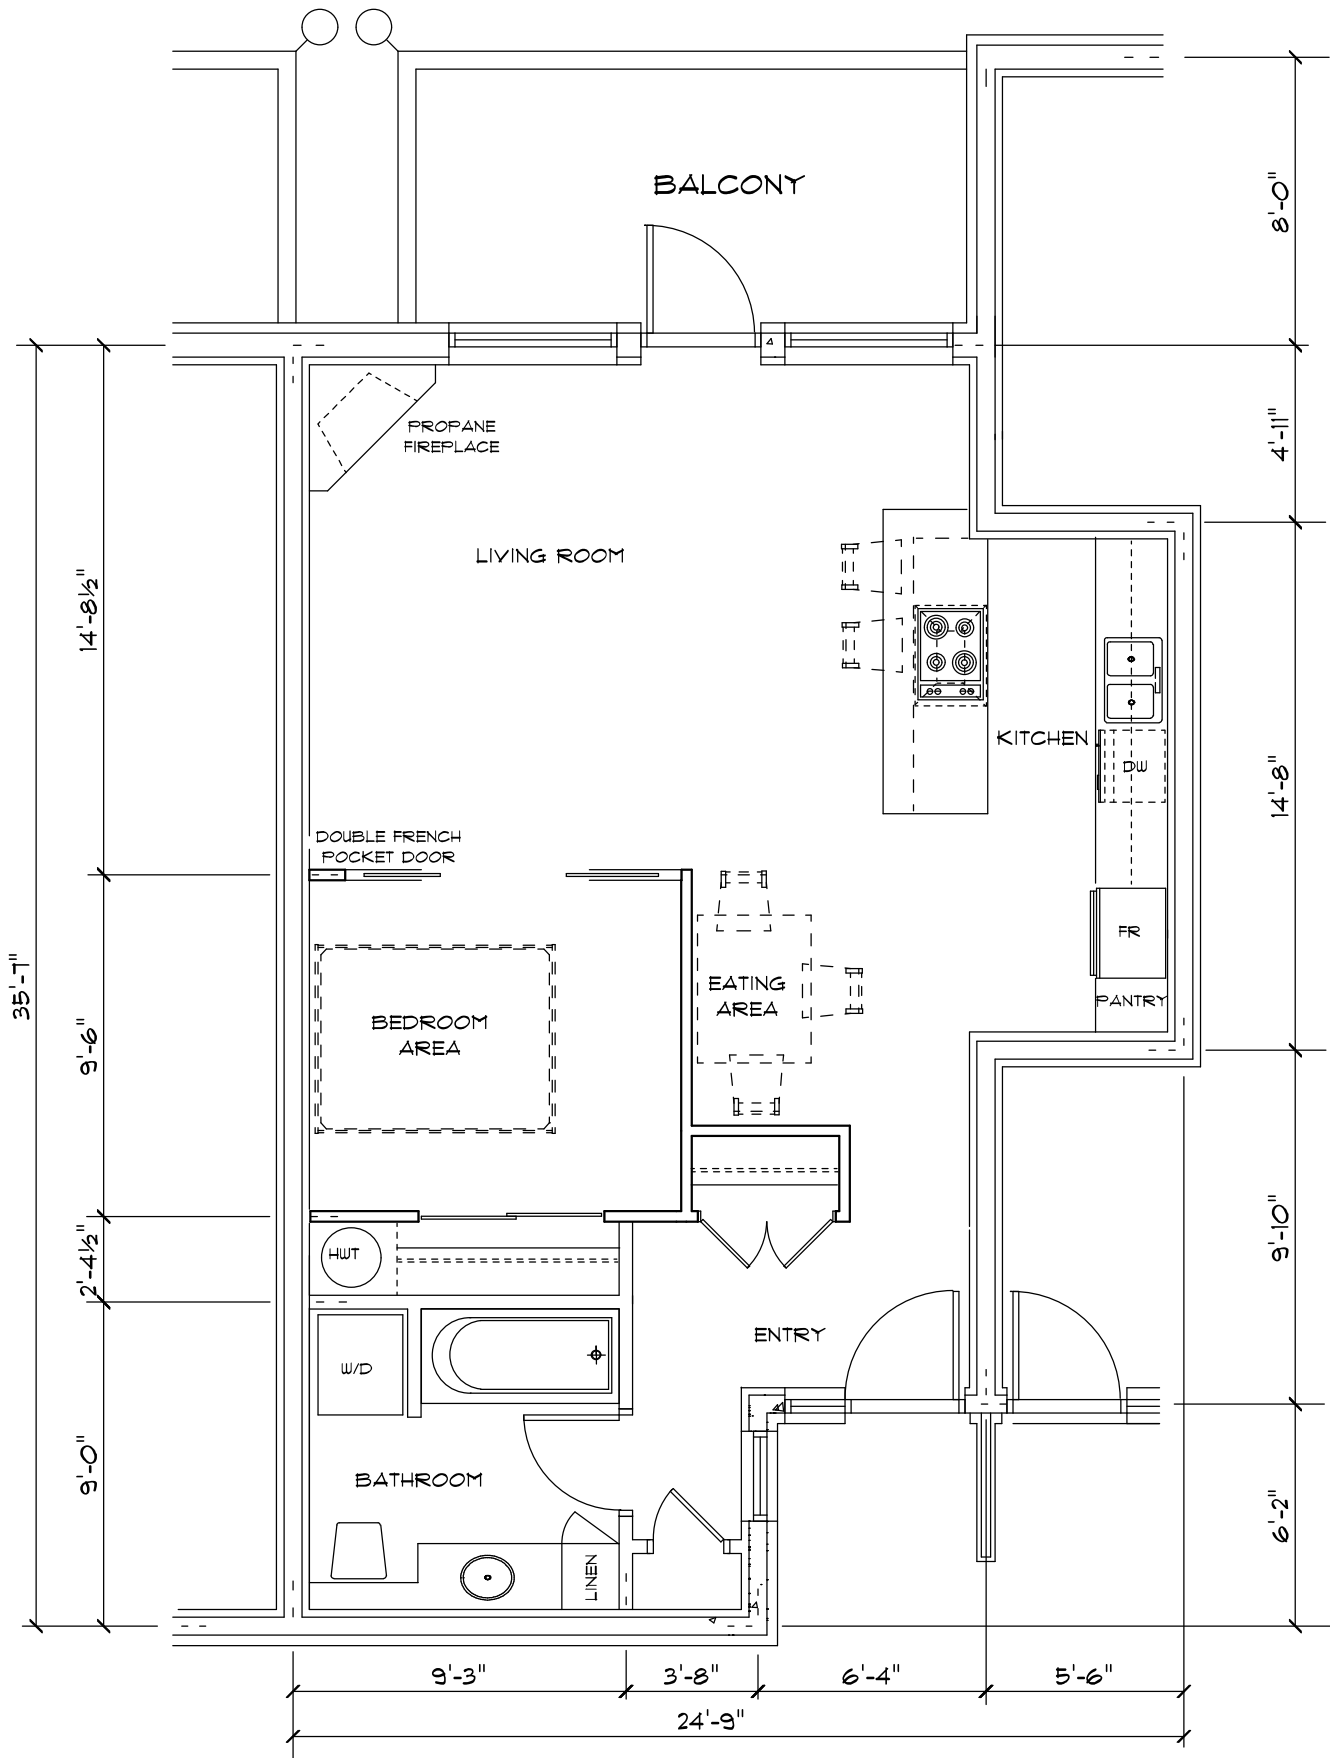 BALCONY
8'-0"
PROPANE
FIREPLACE
4'-11"
LIVING ROOM
14'-8½"
KITCHEN
DW
14'-8"
DOUBLE FRENCH
POCKET DOOR
FR
PANTRY
EATING
AREA
35'-7"
9'-6"
BEDROOM
AREA
2'-4½"
HWT
9'-10"
ENTRY
W/D
9'-0"
BATHROOM
6'-2"
LINEN
9'-3"
3'-8"
6'-4"
5'-6"
24'-9"